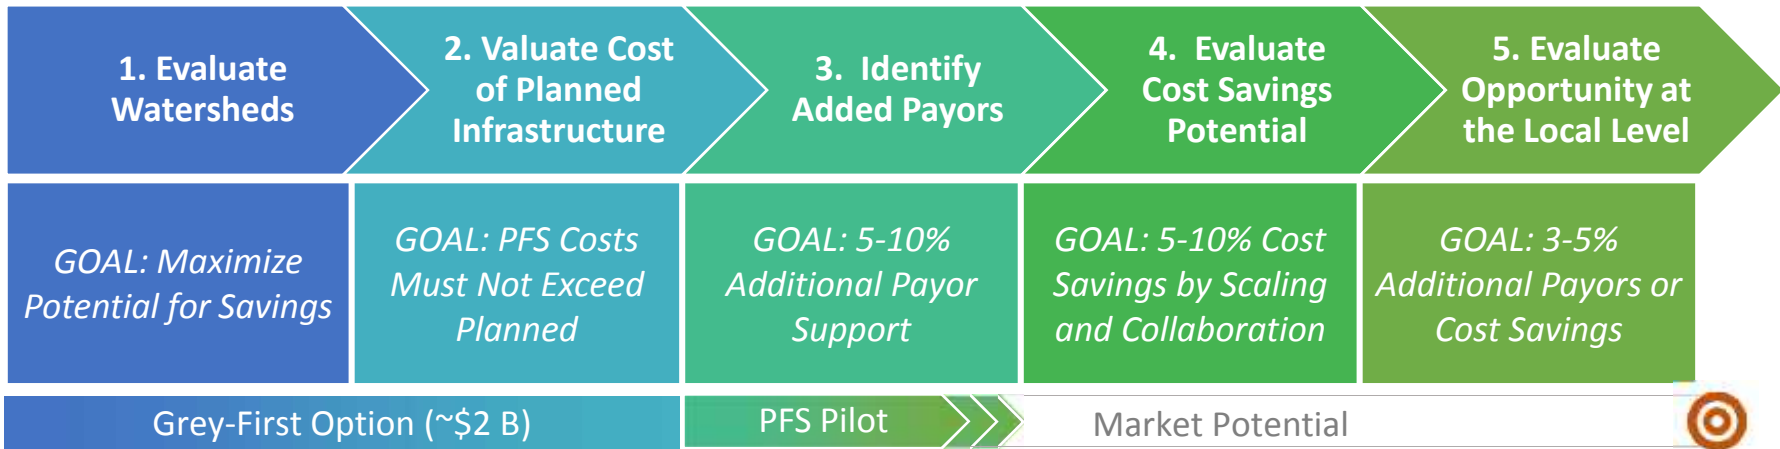 1. Evaluate
Watersheds
2. Valuate Cost
of Planned
Infrastructure
3. Identify
Added Payors
4. Evaluate
Cost Savings
Potential
5. Evaluate
Opportunity at
the Local Level
GOAL: Maximize
Potential for Savings
GOAL: PFS Costs
Must Not Exceed
Planned
GOAL: 5-10%
Additional Payor
Support
GOAL: 5-10% Cost
Savings by Scaling
and Collaboration
GOAL: 3-5%
Additional Payors or
Cost Savings
Grey-First Option (~$2 B)
PFS Pilot
Market Potential